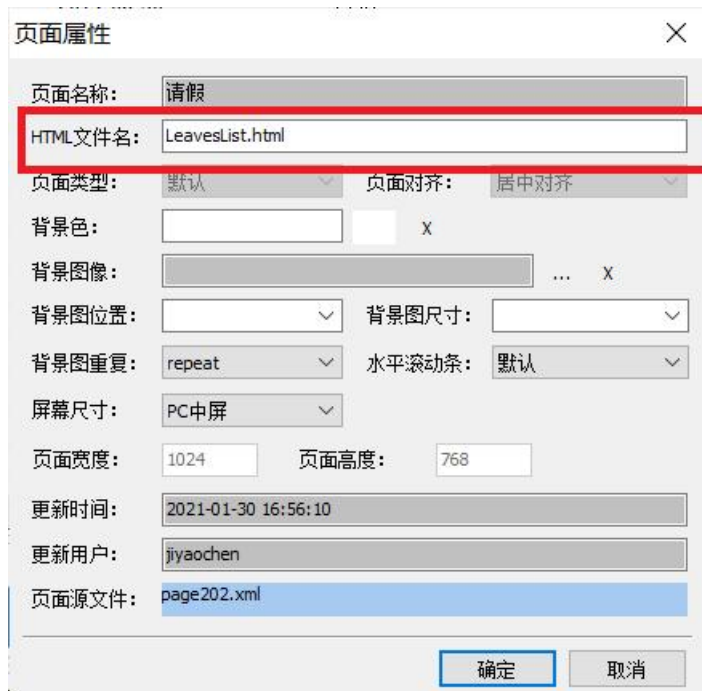 页面属性
页面名称: 请假
HTML文件名: LeavesList.html
页面类型: 默认 页面对齐: 居中对齐
背景色: x
背景图像: ... x
背景图位置: 背景图尺寸:
背景图重复: repeat 水平滚动条: 默认
屏幕尺寸: PC中屏
页面宽度: 1024 页面高度: 768
更新时间: 2021-01-30 16:56:10
更新用户: jiyaochen
页面源文件: page202.xml
确定 取消